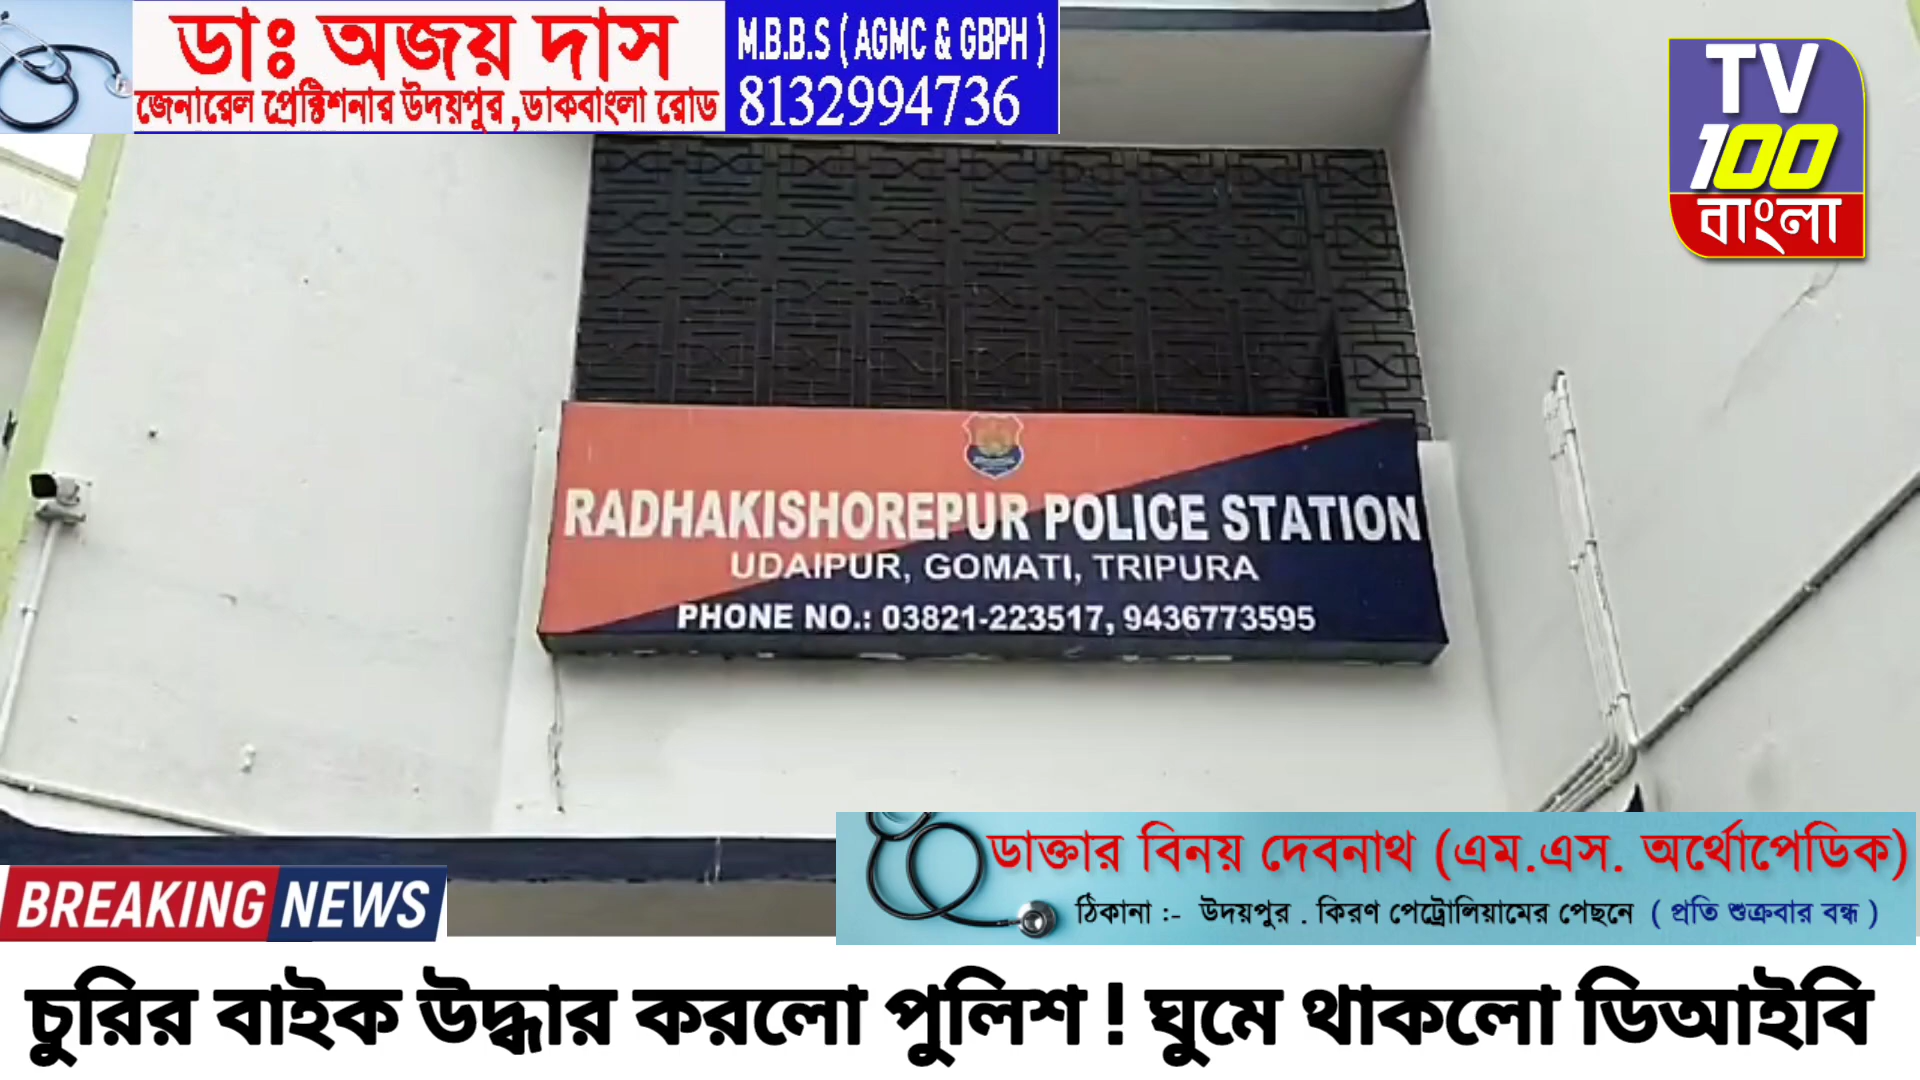 ডাঃ অজয় দাস
জেনারেল প্রেক্টিশনার উদয়পুর ,ডাকবাংলা রোড
M.B.B.S ( AGMC & GBPH )
8132994736
TV
100
বাংলা
RADHAKISHOREPUR POLICE STATION
UDAIPUR, GOMATI, TRIPURA
PHONE NO.: 03821-223517, 9436773595
ডাক্তার বিনয় দেবনাথ (এম.এস. অর্থোপেডিক)
ঠিকানা :- উদয়পুর . কিরণ পেট্রোলিয়ামের পেছনে ( প্রতি শুক্রবার বন্ধ )
BREAKING NEWS
চুরির বাইক উদ্ধার করলো পুলিশ ! ঘুমে থাকলো ডিআইবি